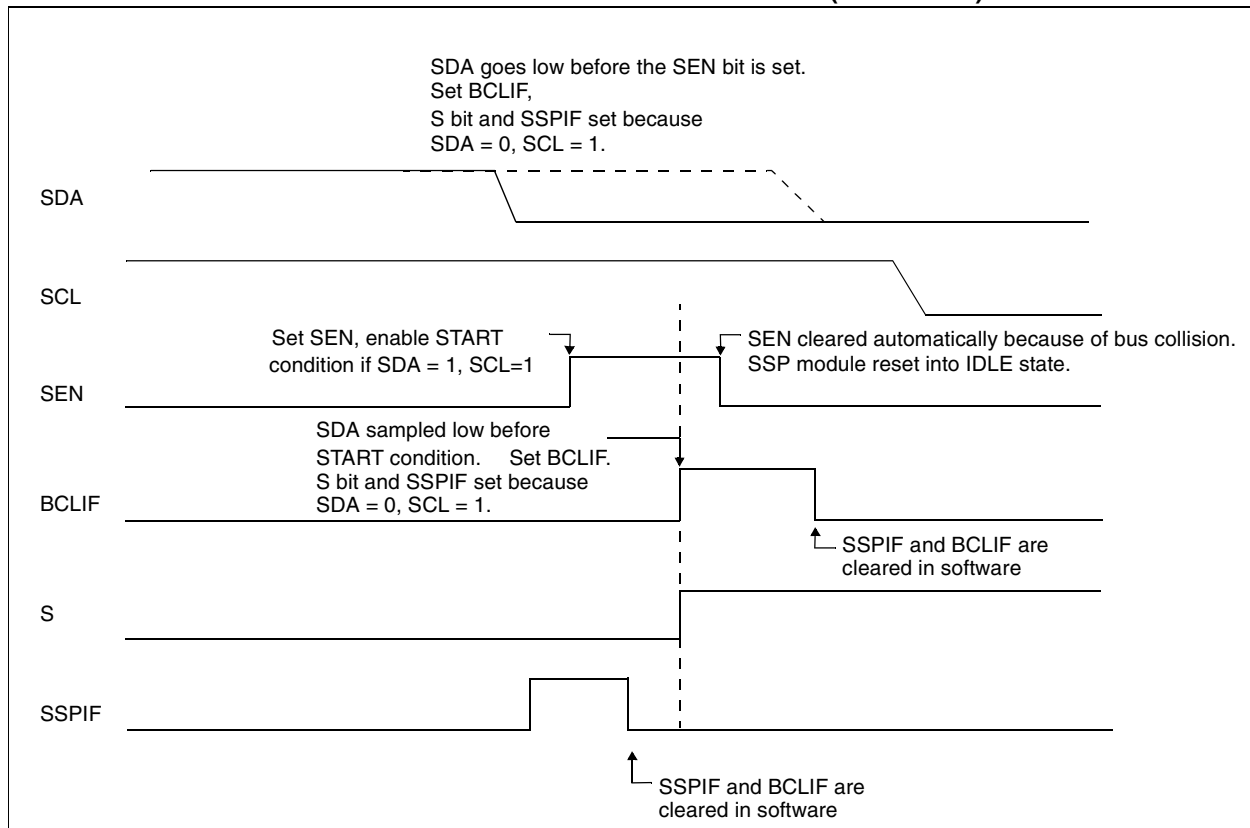 SDA goes low before the SEN bit is set.
Set BCLIF,
S bit and SSPIF set because
SDA = 0, SCL = 1.
SDA
SCL
Set SEN, enable START
condition if SDA = 1, SCL=1
SEN cleared automatically because of bus collision.
SSP module reset into IDLE state.
SEN
SDA sampled low before
START condition. Set BCLIF.
S bit and SSPIF set because
SDA = 0, SCL = 1.
BCLIF
SSPIF and BCLIF are
cleared in software
S
SSPIF
SSPIF and BCLIF are
cleared in software